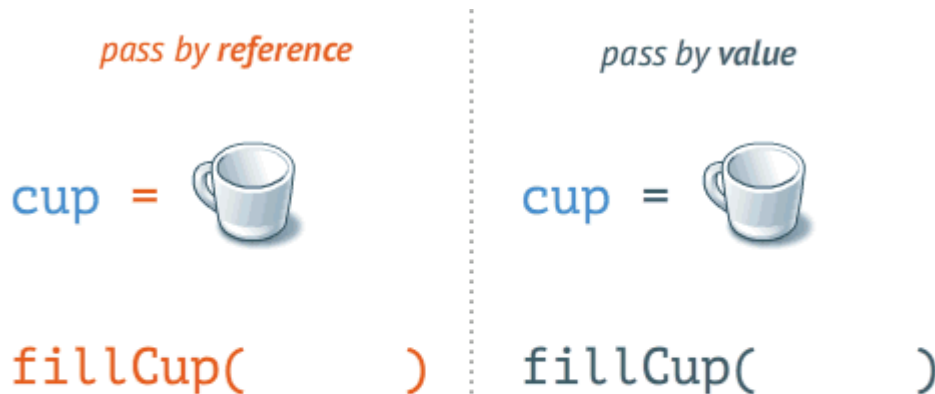 pass by reference
cup =
fillCup( )
pass by value
cup =
fillCup( )